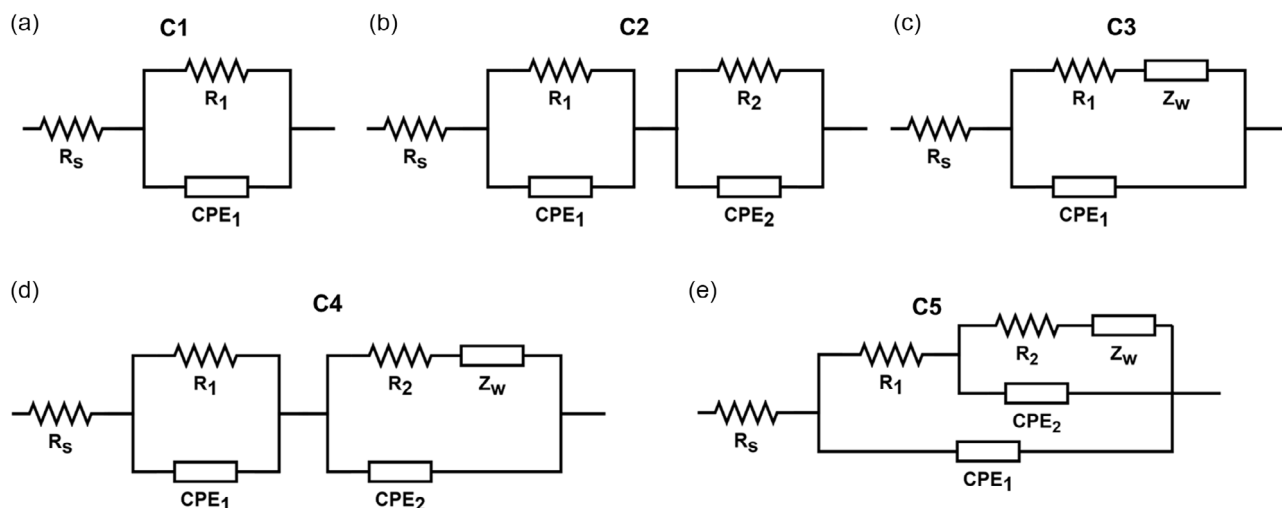 (a)
C1
R1
Rs
CPE1
(b)
C2
R1
R2
Rs
CPE1
CPE2
(c)
C3
R1
Zw
Rs
CPE1
(d)
C4
R1
R2
Zw
Rs
CPE1
CPE2
(e)
C5
R2
Zw
R1
CPE2
Rs
CPE1